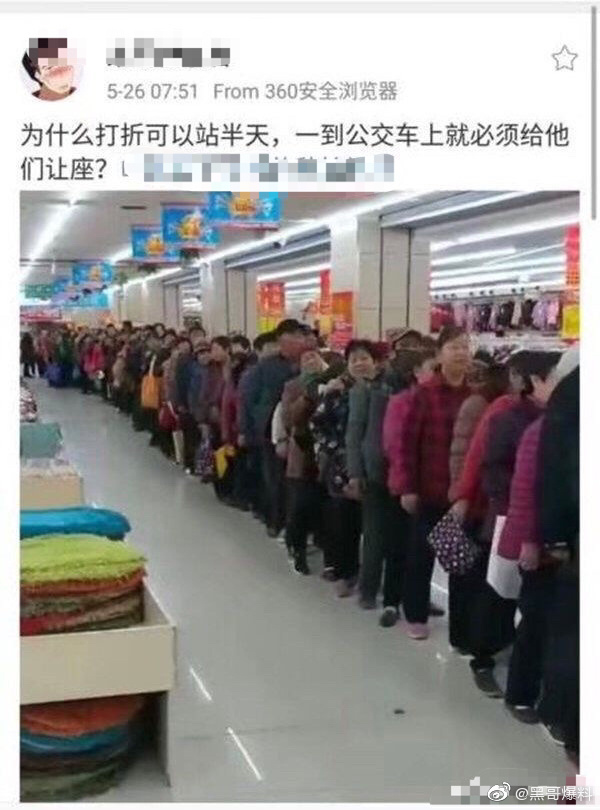 5-26 07:51 From 360安全浏览器
为什么打折可以站半天，一到公交车上就必须给他
们让座？
@黑哥爆料